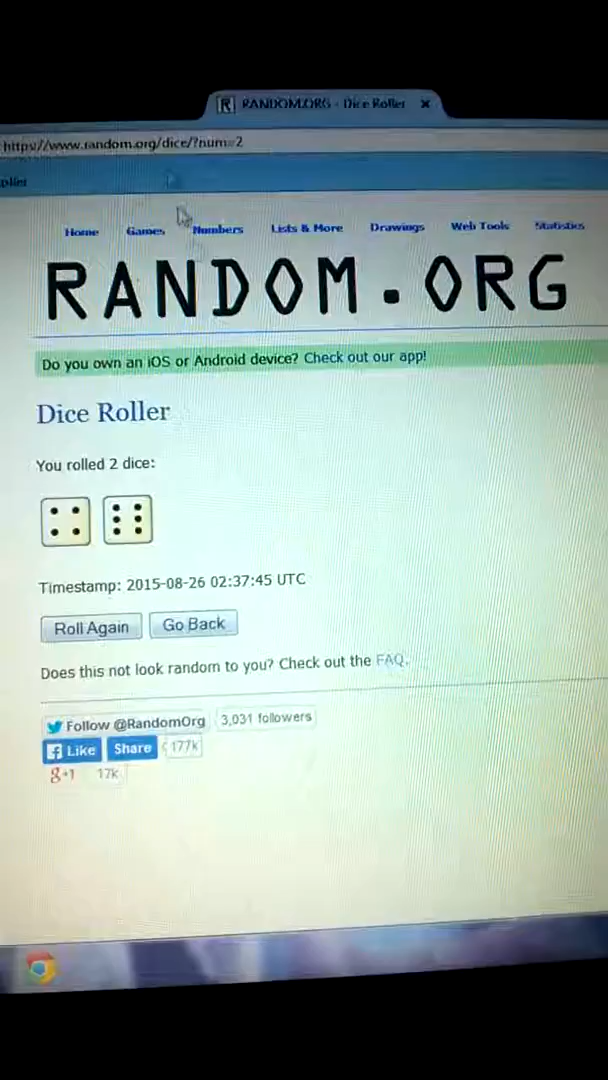 RANDOM.ORG - Dice Roller
https://www.random.org/dice/?num=2
Home Games Numbers Lists & More Drawings Web Tools Statistics
RANDOM.ORG
Do you own an iOS or Android device? Check out our app!
Dice Roller
You rolled 2 dice:
Timestamp: 2015-08-26 02:37:45 UTC
Roll Again Go Back
Does this not look random to you? Check out the FAQ.
Follow @RandomOrg 3,031 followers
Like Share 177k
g+1 17k